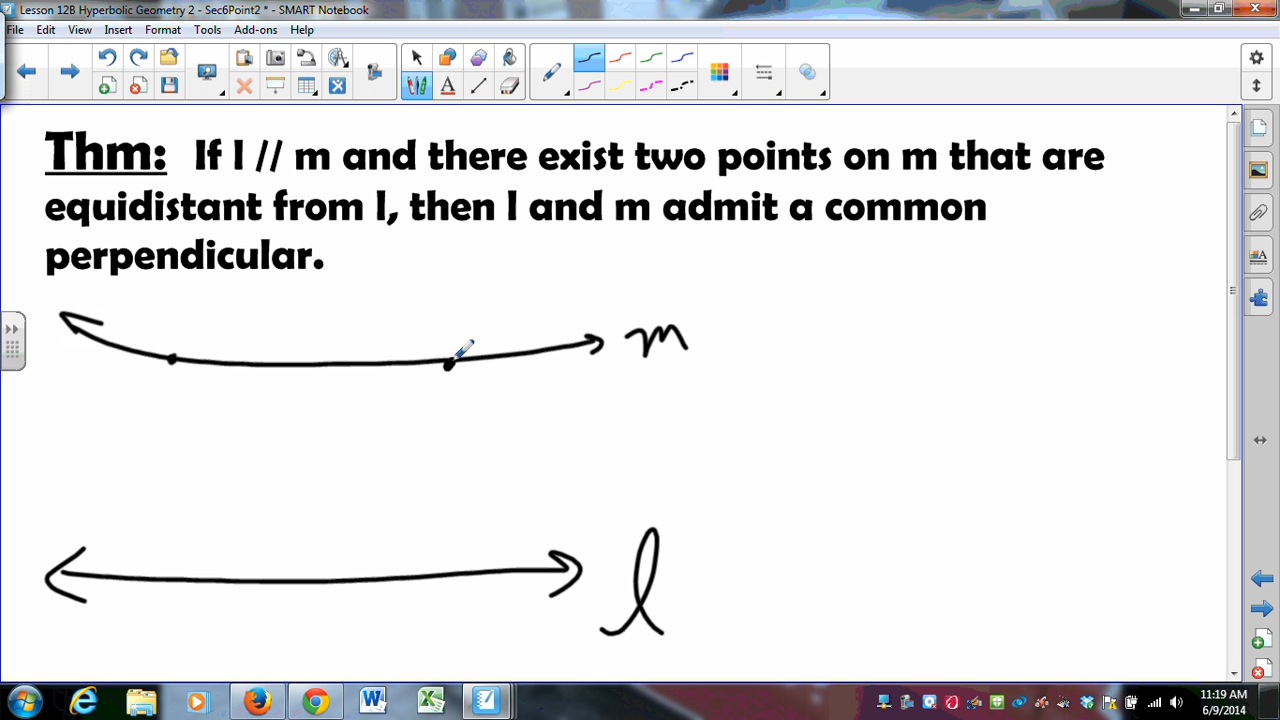 Lesson 12B Hyperbolic Geometry 2 - Sec6Point2 * - SMART Notebook
File Edit View Insert Format Tools Add-ons Help
Thm: If l // m and there exist two points on m that are
equidistant from l, then l and m admit a common
perpendicular.
m
l
11:19 AM
6/9/2014